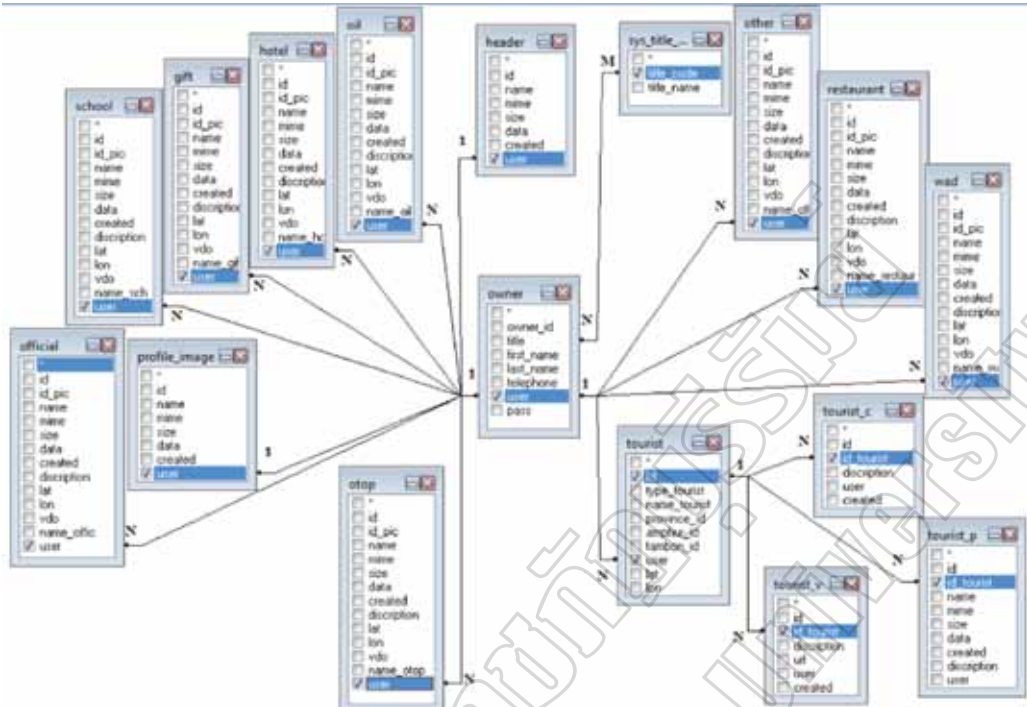 school
*
id
id_pic
name
mime
size
data
created
discription
lat
lon
vdo
name_sch
user
gift
*
id
id_pic
name
mime
size
data
created
discription
lat
lon
vdo
name_gif
user
hotel
*
id
id_pic
name
mime
size
data
created
discription
lat
lon
vdo
name_ho
user
oil
*
id
id_pic
name
mime
size
data
created
discription
lat
lon
vdo
name_oil
user
header
*
id
name
mime
size
data
created
user
sys_title_...
*
title_code
title_name
other
*
id
id_pic
name
mime
size
data
created
discription
lat
lon
vdo
user
restaurant
*
id
id_pic
name
mime
size
data
created
discription
lat
lon
vdo
name_restaur
user
wad
*
id
id_pic
name
mime
size
data
created
discription
lat
lon
vdo
official
*
id
id_pic
name
mime
size
data
created
discription
lat
lon
vdo
name_offic
user
profile_image
*
id
name
mime
size
data
created
user
owner
*
owner_id
title
first_name
last_name
telephone
user
pass
otop
*
id
id_pic
name
mime
size
data
created
discription
lat
lon
vdo
name_otop
user
tourist
*
id
type_tourist
name_tourist
province_id
amphur_id
tambon_id
user
lat
lon
tourist_c
*
id
id_tourist
discription
user
created
tourist_v
*
id
id_tourist
discription
url
user
created
tourist_p
*
id
id_tourist
name
mime
size
data
created
discription
user
1
M
N
N
N
N
N
N
N
N
N
1
1
1
N
N
N
1
N
N
N